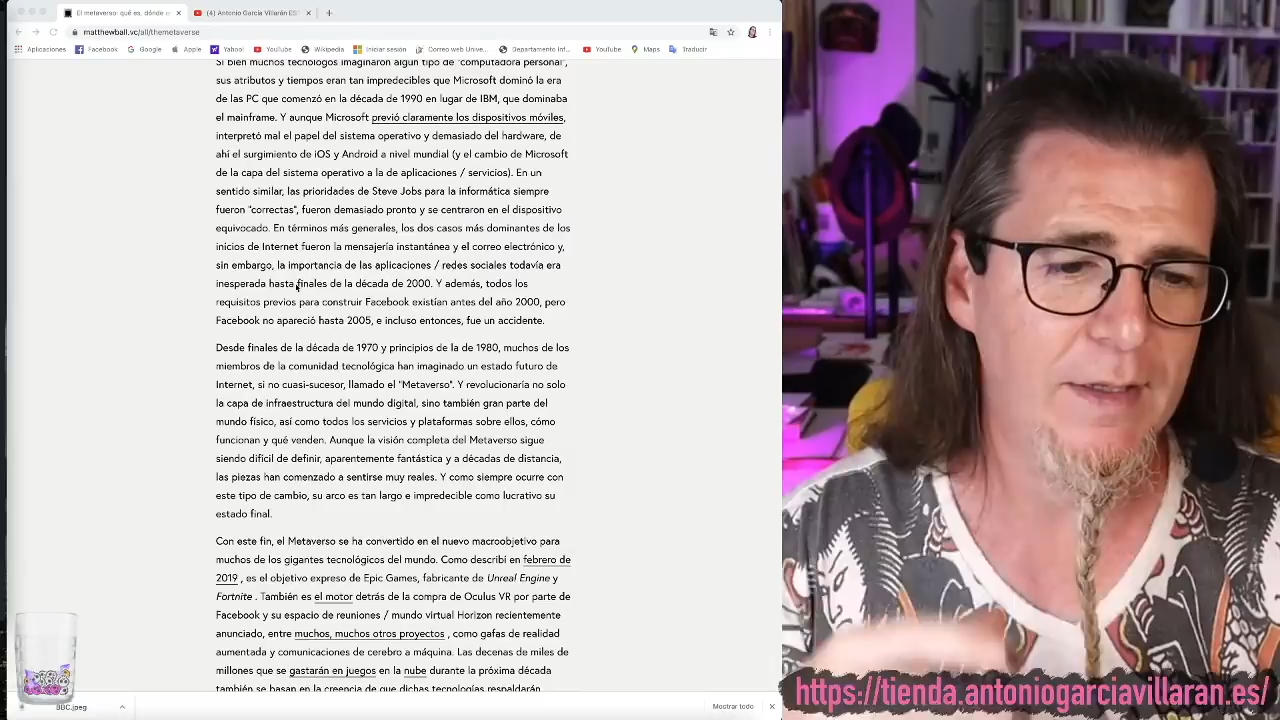 El metaverso: qué es, dónde e
(4) Antonio García Villarán ES
matthewball.vc/all/themetaverse
Aplicaciones
Facebook
Google
Apple
Yahoo!
YouTube
Wikipedia
Iniciar sesión
Correo web Unive...
Departamento inf...
YouTube
Maps
Traducir
Si bien muchos tecnólogos imaginaron algún tipo de "computadora personal",
sus atributos y tiempos eran tan impredecibles que Microsoft dominó la era
de las PC que comenzó en la década de 1990 en lugar de IBM, que dominaba
el mainframe. Y aunque Microsoft previó claramente los dispositivos móviles,
interpretó mal el papel del sistema operativo y demasiado del hardware, de
ahí el surgimiento de iOS y Android a nivel mundial (y el cambio de Microsoft
de la capa del sistema operativo a la de aplicaciones / servicios). En un
sentido similar, las prioridades de Steve Jobs para la informática siempre
fueron "correctas", fueron demasiado pronto y se centraron en el dispositivo
equivocado. En términos más generales, los dos casos más dominantes de los
inicios de Internet fueron la mensajería instantánea y el correo electrónico y,
sin embargo, la importancia de las aplicaciones / redes sociales todavía era
inesperada hasta finales de la década de 2000. Y además, todos los
requisitos previos para construir Facebook existían antes del año 2000, pero
Facebook no apareció hasta 2005, e incluso entonces, fue un accidente.
Desde finales de la década de 1970 y principios de la de 1980, muchos de los
miembros de la comunidad tecnológica han imaginado un estado futuro de
Internet, si no cuasi-sucesor, llamado el "Metaverso". Y revolucionaría no solo
la capa de infraestructura del mundo digital, sino también gran parte del
mundo físico, así como todos los servicios y plataformas sobre ellos, cómo
funcionan y qué venden. Aunque la visión completa del Metaverso sigue
siendo difícil de definir, aparentemente fantástica y a décadas de distancia,
las piezas han comenzado a sentirse muy reales. Y como siempre ocurre con
este tipo de cambio, su arco es tan largo e impredecible como lucrativo su
estado final.
Con este fin, el Metaverso se ha convertido en el nuevo macroobjetivo para
muchos de los gigantes tecnológicos del mundo. Como describí en febrero de
2019 , es el objetivo expreso de Epic Games, fabricante de Unreal Engine y
Fortnite . También es el motor detrás de la compra de Oculus VR por parte de
Facebook y su espacio de reuniones / mundo virtual Horizon recientemente
anunciado, entre muchos, muchos otros proyectos , como gafas de realidad
aumentada y comunicaciones de cerebro a máquina. Las decenas de miles de
millones que se gastarán en juegos en la nube durante la próxima década
también se basan en la creencia de que dichas tecnologías respaldarán
BBC.jpeg
Mostrar todo
https://tienda.antoniogarciavillaran.es/